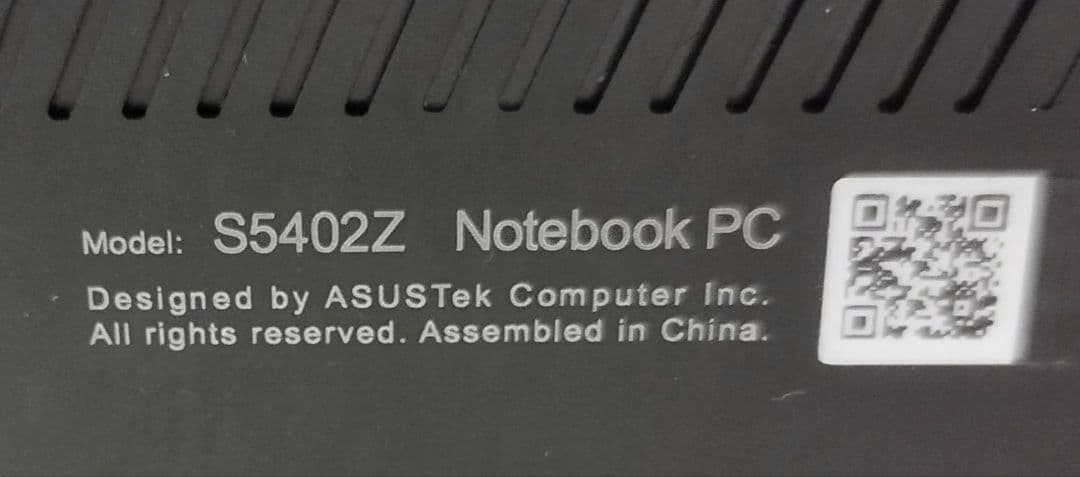 Model: S5402Z Notebook PC
Designed by ASUSTek Computer Inc.
All rights reserved. Assembled in China.